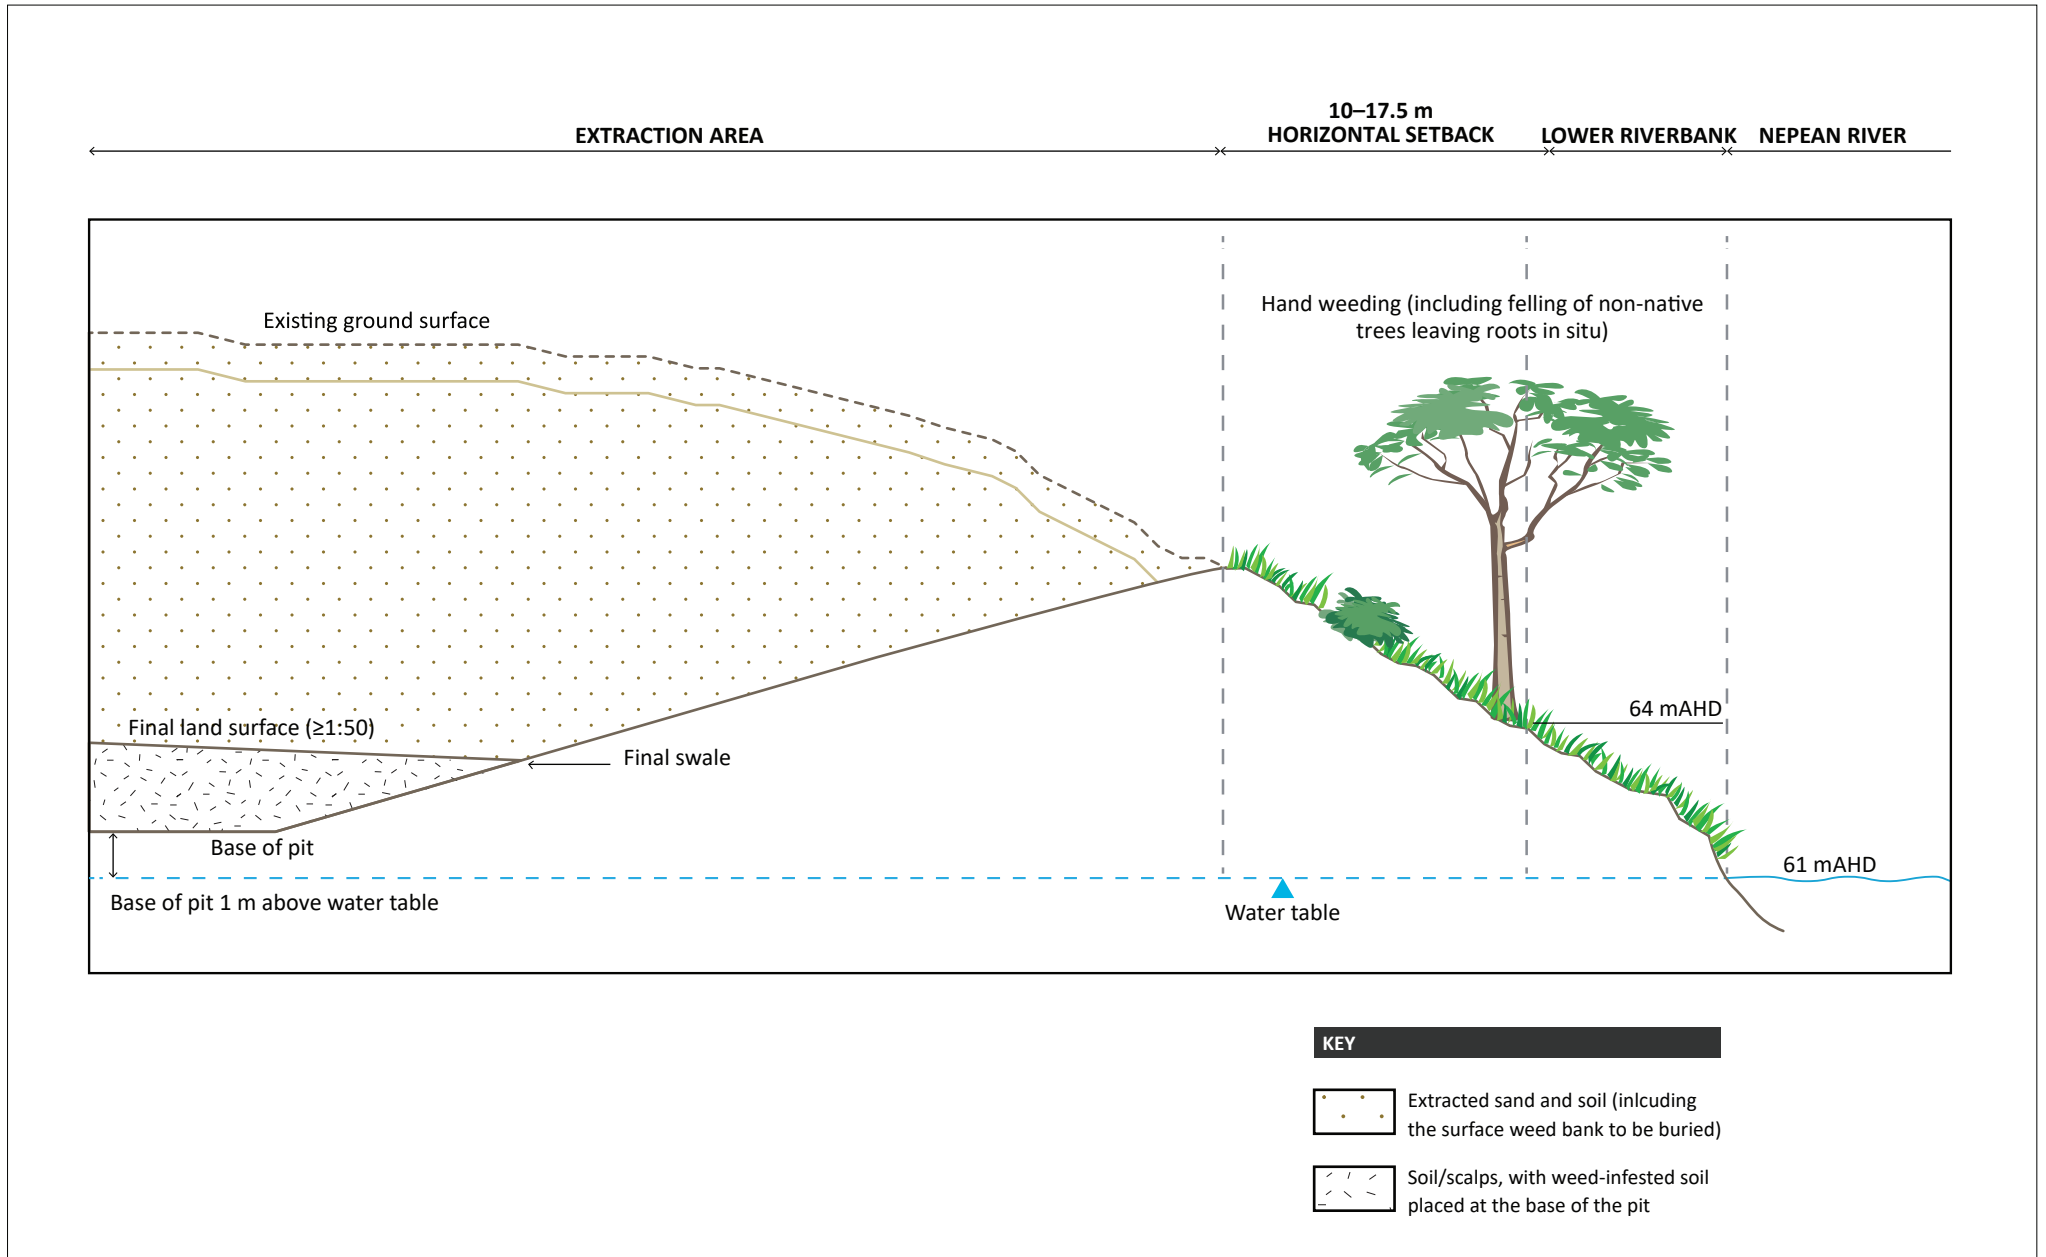 10–17.5 m
EXTRACTION AREA
HORIZONTAL SETBACK
LOWER RIVERBANK
NEPEAN RIVER
Hand weeding (including felling of non-native
trees leaving roots in situ)
Existing ground surface
64 mAHD
Final land surface (≥1:50)
Final swale
Base of pit
61 mAHD
Base of pit 1 m above water table
Water table
KEY
Extracted sand and soil (inlcuding
the surface weed bank to be buried)
Soil/scalps, with weed-infested soil
placed at the base of the pit